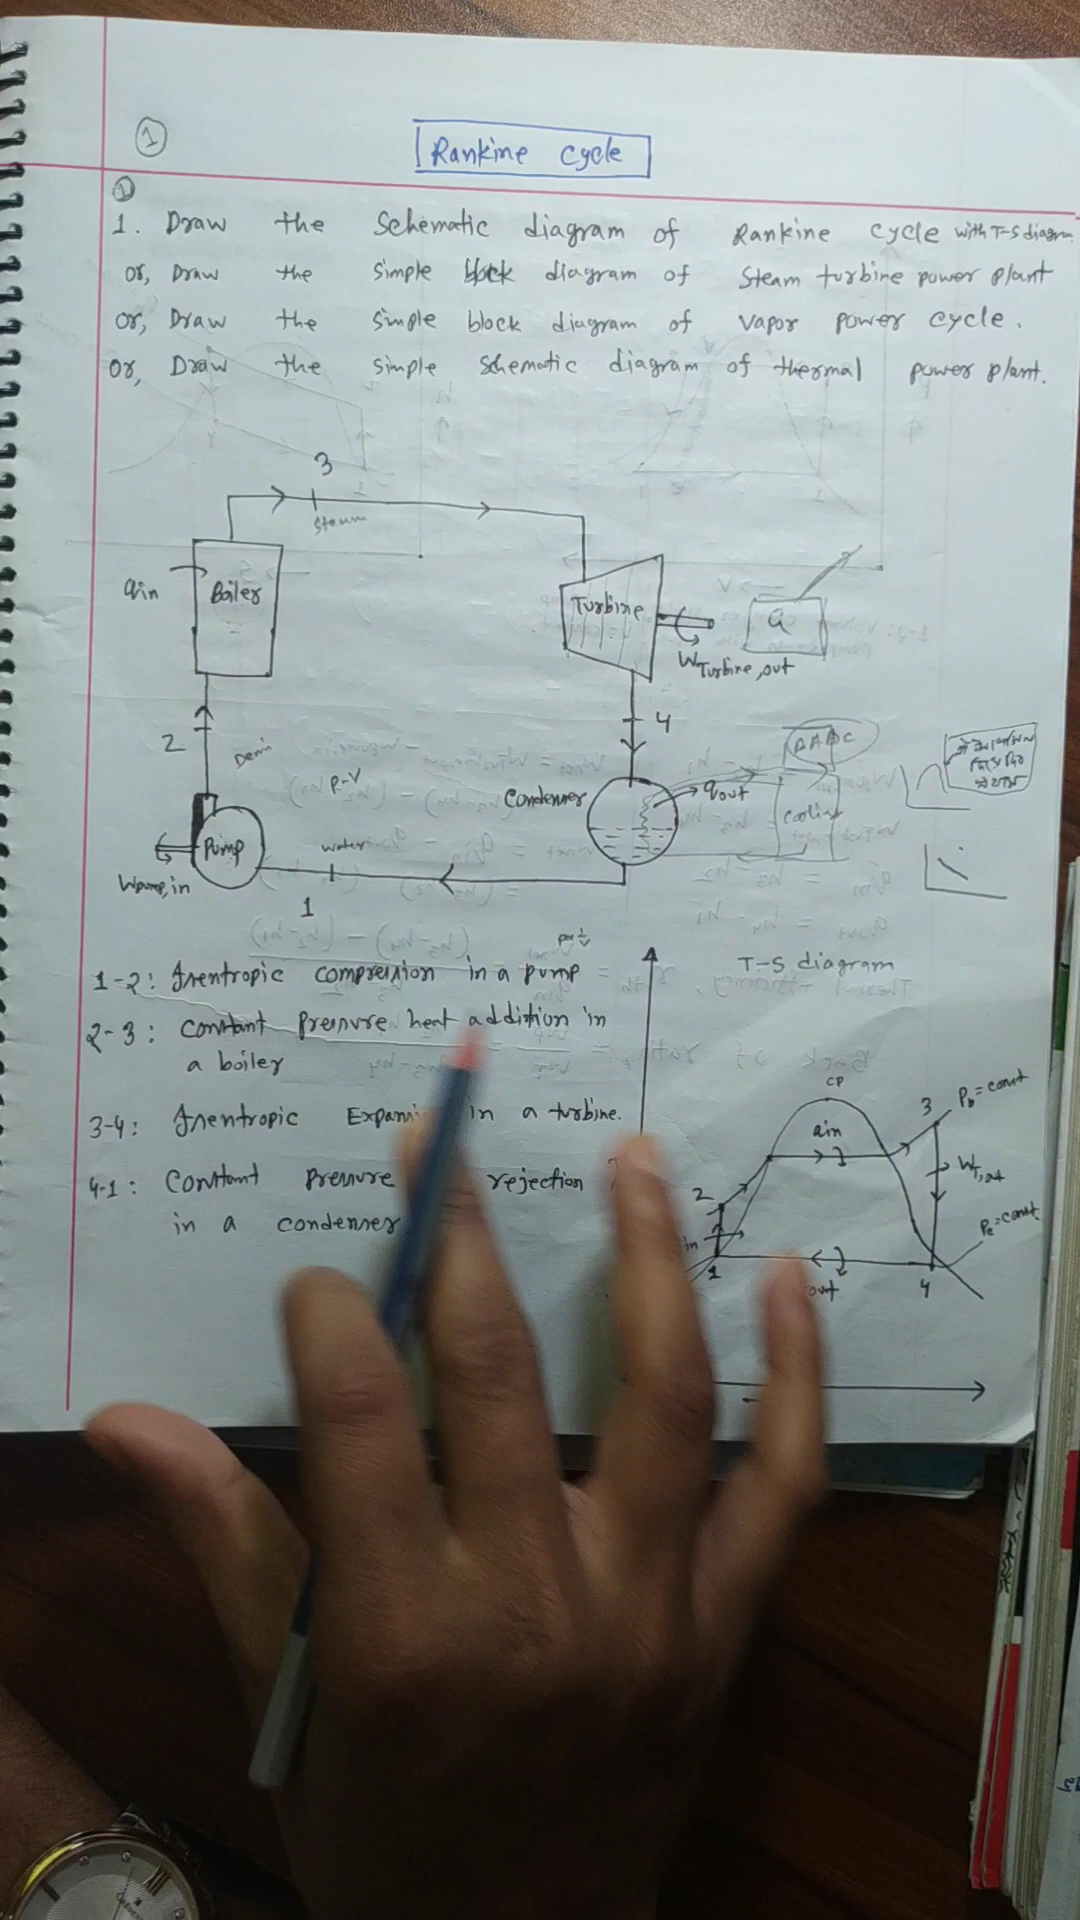 1
Rankine cycle
1
1. Draw the Schematic diagram of Rankine cycle with T-S diagram
or, Draw the simple block diagram of Steam turbine power plant
or, Draw the simple block diagram of vapor power cycle.
or, Draw the simple schematic diagram of thermal power plant.
3
steam
qin
Boiler
Turbine
G
WTurbine,out
2
4
Demi
P-V
Condenser
qout
DADC
cooling
Pump
water
Wpump,in
1
1-2: Isentropic compression in a pump
2-3: constant pressure heat addition in
a boiler
3-4: Isentropic in a turbine.
4-1: Constant Pressure rejection
in a condenser
T-S diagram
CP
3
Pb=const
qin
WT,out
2
Pc=const.
in
1
out
4